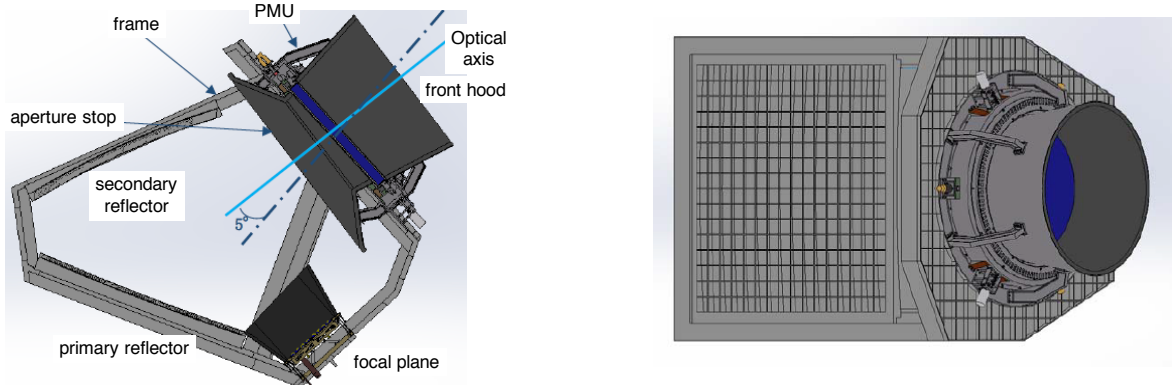 PMU
frame
Optical
axis
front hood
aperture stop
secondary
reflector
5°
primary reflector
focal plane